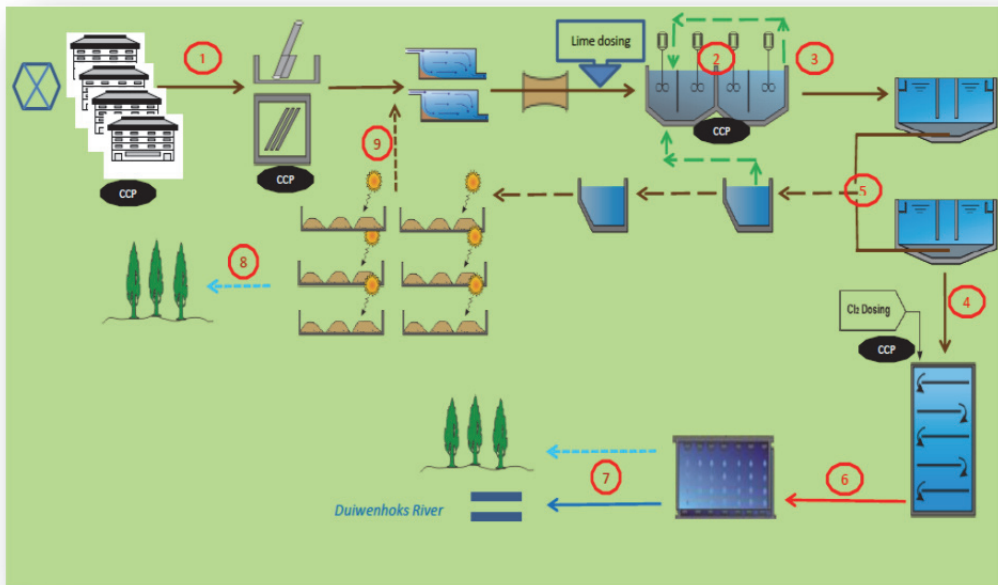 Lime dosing
1
2
3
CCP
9
CCP
CCP
5
8
4
Cl₂ Dosing
CCP
7
6
Duiwenhoks River